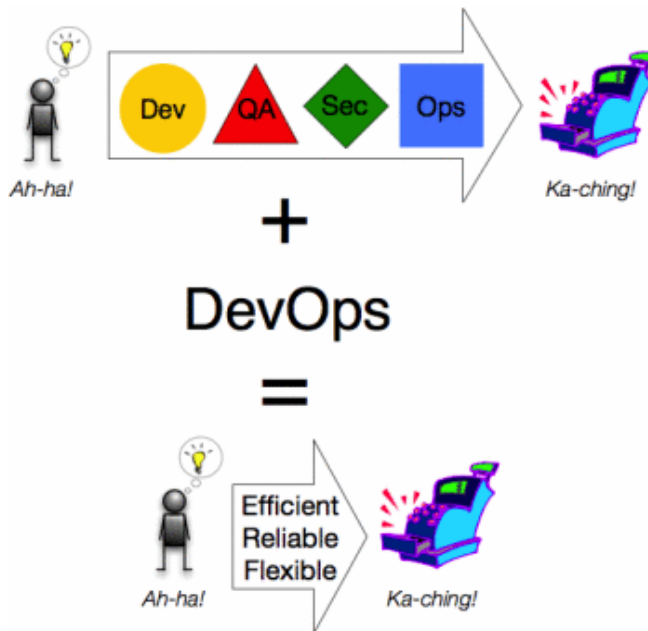 Dev QA Sec Ops
Ah-ha! Ka-ching!
+
DevOps
=
Efficient
Reliable
Flexible
Ah-ha! Ka-ching!